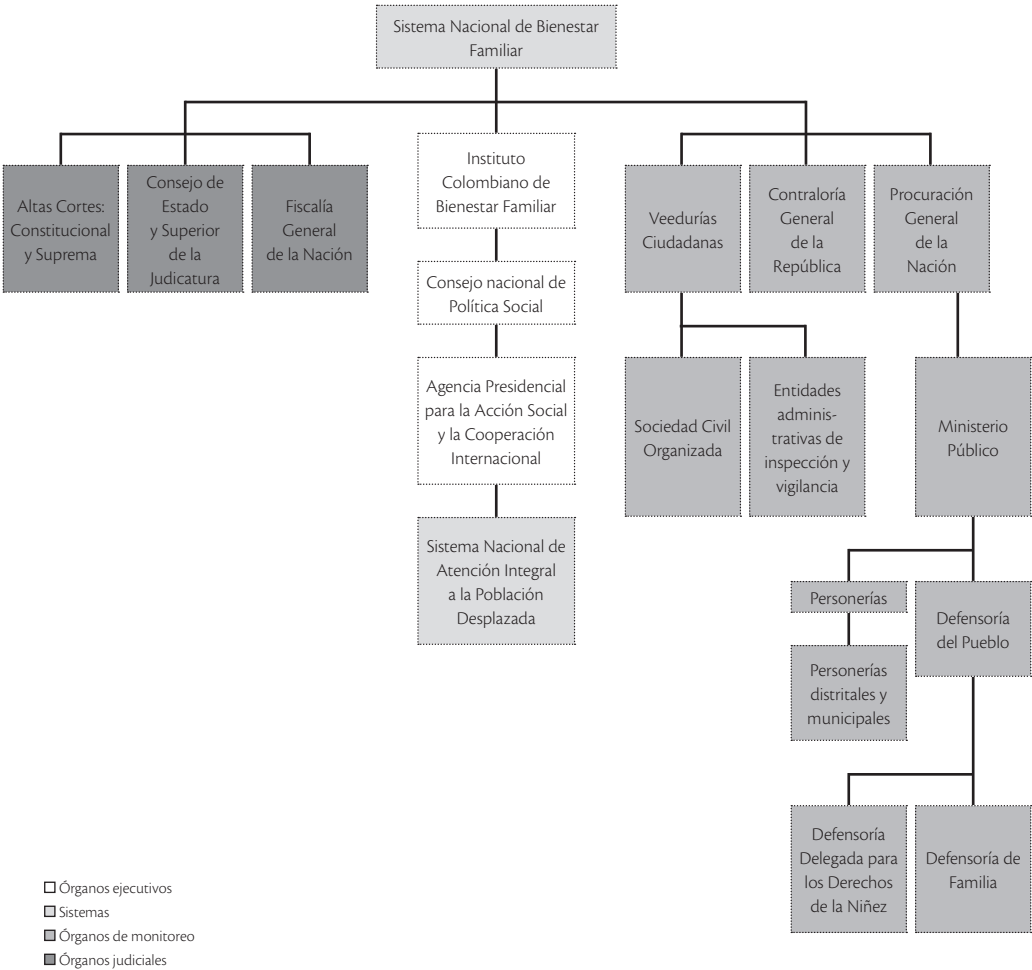 Sistema Nacional de Bienestar
Familiar
Altas Cortes:
Constitucional
y Suprema
Consejo de
Estado
y Superior
de la
Judicatura
Fiscalía
General
de la Nación
Instituto
Colombiano de
Bienestar Familiar
Consejo nacional de
Política Social
Agencia Presidencial
para la Acción Social
y la Cooperación
Internacional
Sistema Nacional de
Atención Integral
a la Población
Desplazada
Veedurías
Ciudadanas
Contraloría
General
de la
República
Procuración
General
de la
Nación
Sociedad Civil
Organizada
Entidades
adminis-
trativas de
inspección y
vigilancia
Ministerio
Público
Personerías
Personerías
distritales y
municipales
Defensoría
del Pueblo
Defensoría
Delegada para
los Derechos
de la Niñez
Defensoría de
Familia
Órganos ejecutivos
Sistemas
Órganos de monitoreo
Órganos judiciales